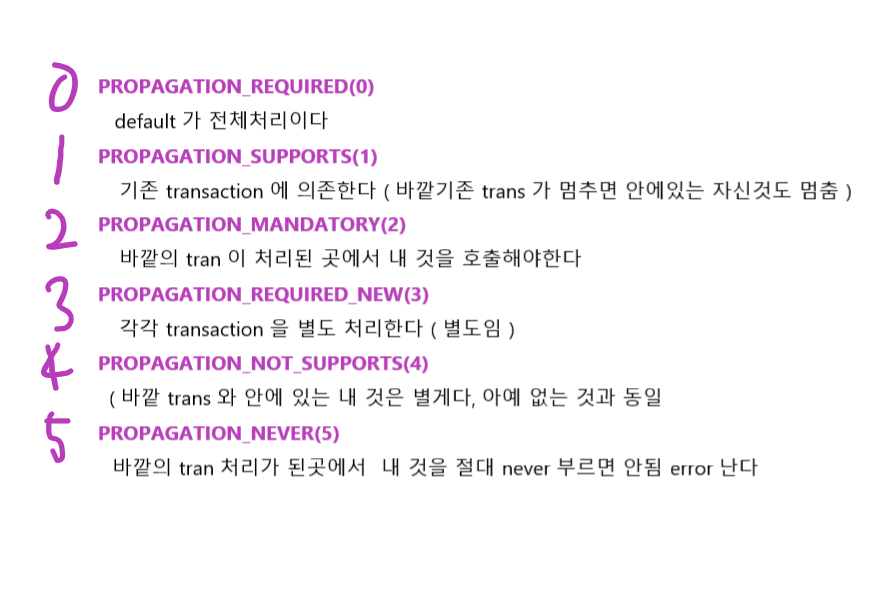 0 PROPAGATION_REQUIRED(0)
default 가 전체처리이다
1 PROPAGATION_SUPPORTS(1)
기존 transaction 에 의존한다 ( 바깥기존 trans 가 멈추면 안에있는 자신것도 멈춤 )
2 PROPAGATION_MANDATORY(2)
바깥의 tran 이 처리된 곳에서 내 것을 호출해야한다
3 PROPAGATION_REQUIRED_NEW(3)
각각 transaction 을 별도 처리한다 ( 별도임 )
4 PROPAGATION_NOT_SUPPORTS(4)
( 바깥 trans 와 안에 있는 내 것은 별게다, 아예 없는 것과 동일
5 PROPAGATION_NEVER(5)
바깥의 tran 처리가 된곳에서 내 것을 절대 never 부르면 안됨 error 난다